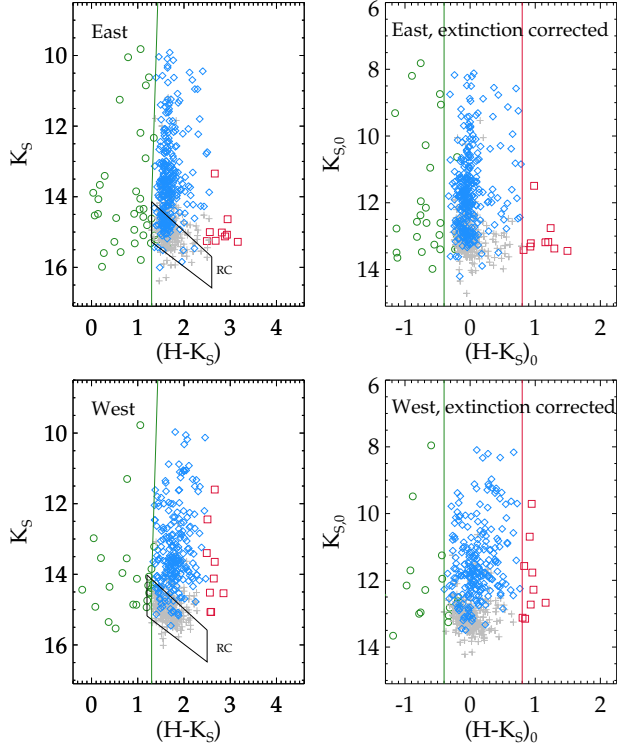 East
K_S
10
12
14
16
RC
0
1
2
3
4
(H-K_S)
East, extinction corrected
K_S,0
6
8
10
12
14
-1
0
1
2
(H-K_S)_0
West
K_S
10
12
14
16
RC
0
1
2
3
4
(H-K_S)
West, extinction corrected
K_S,0
6
8
10
12
14
-1
0
1
2
(H-K_S)_0